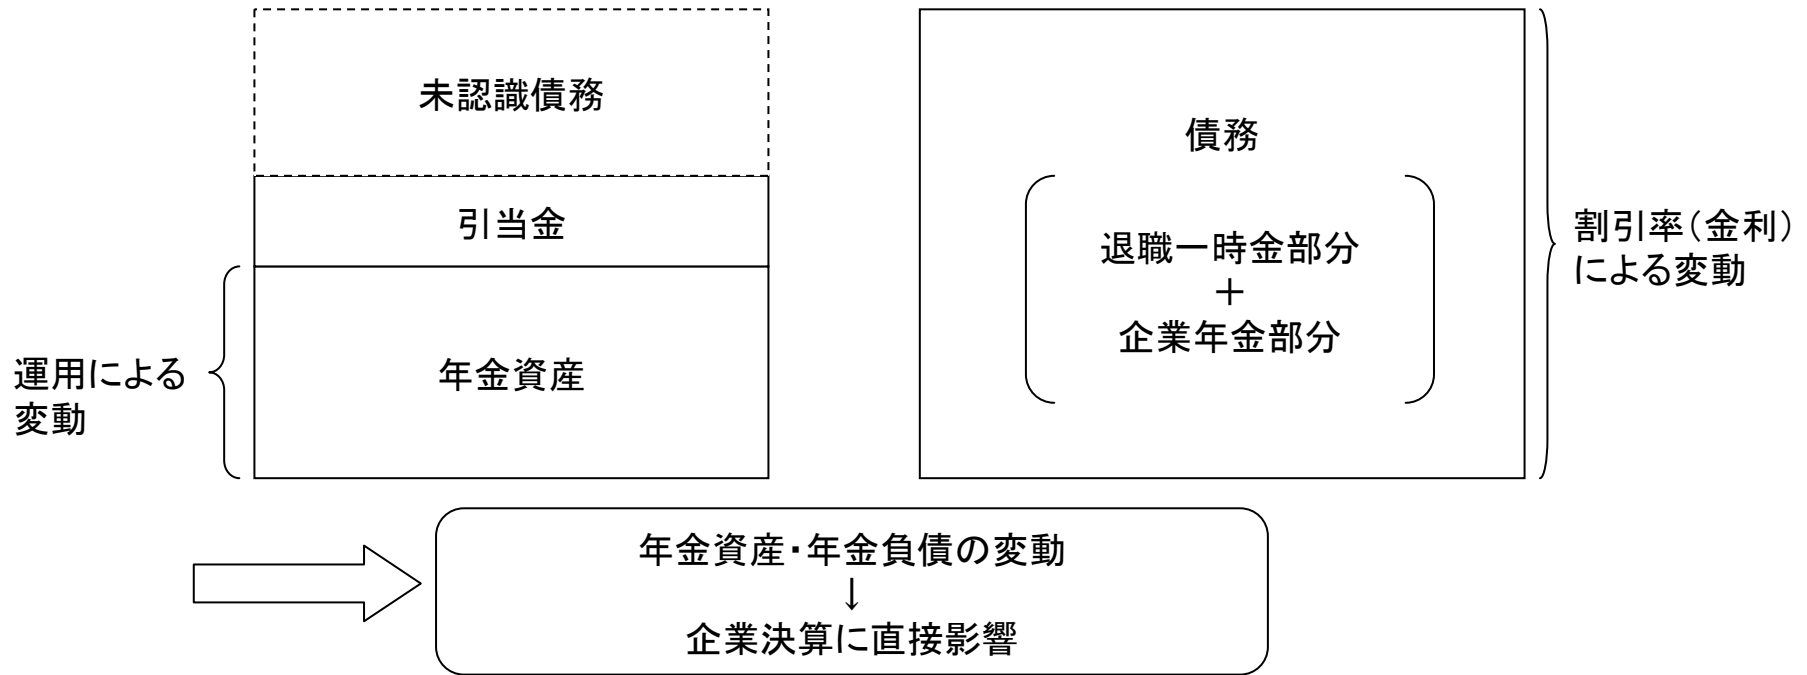 未認識債務
引当金
年金資産
運用による
変動
債務
退職一時金部分
＋
企業年金部分
割引率（金利）
による変動
年金資産・年金負債の変動
↓
企業決算に直接影響